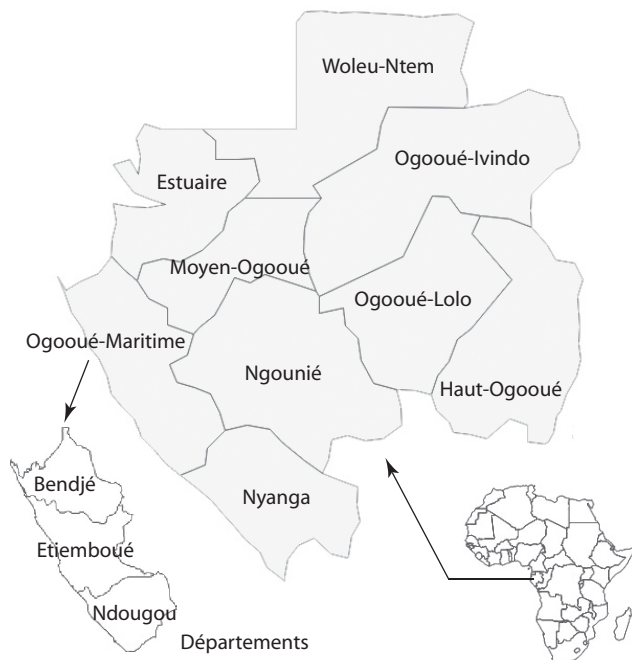 Woleu-Ntem
Ogooué-Ivindo
Estuaire
Moyen-Ogooué
Ogooué-Lolo
Ogooué-Maritime
Ngounié
Haut-Ogooué
Bendjé
Nyanga
Etiemboué
Ndougou
Départements